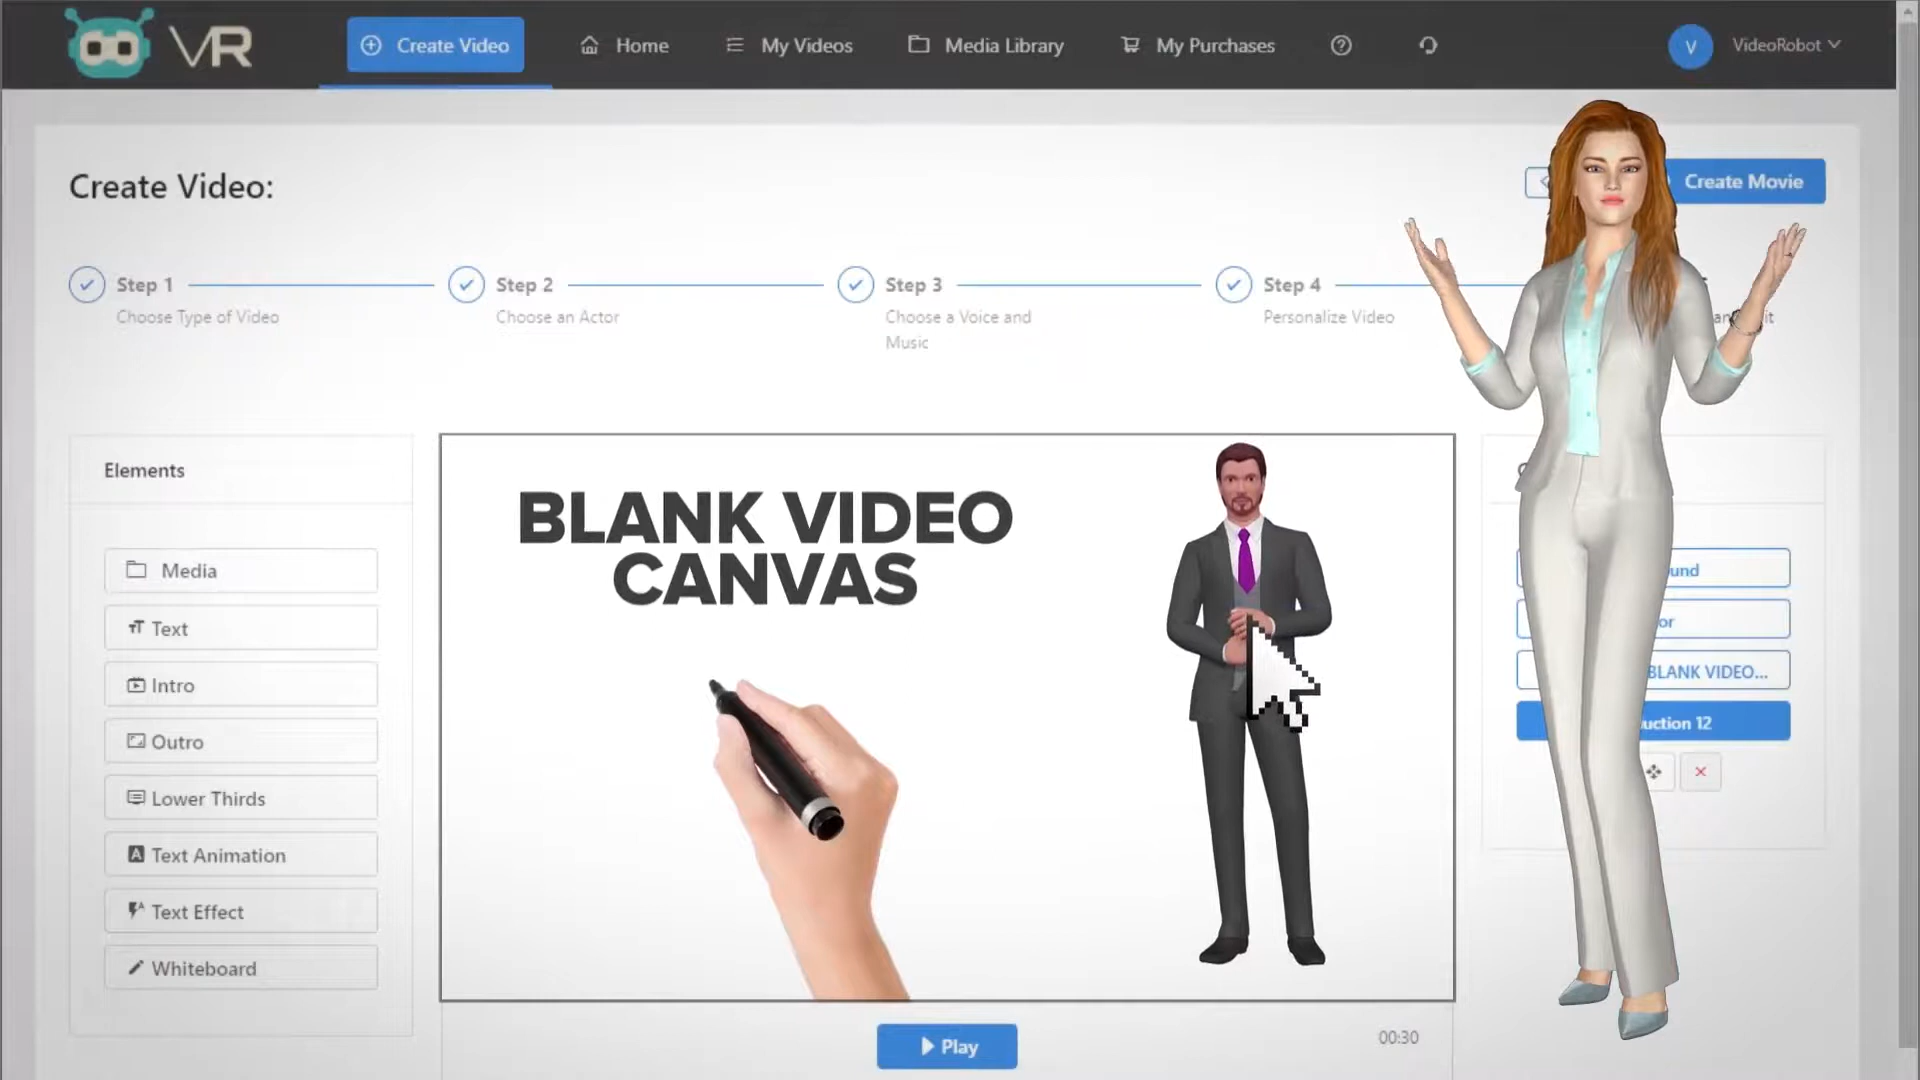 VR
Create Video
Home
My Videos
Media Library
My Purchases
V
VideoRobot
Create Video:
Create Movie
Step 1
Choose Type of Video
Step 2
Choose an Actor
Step 3
Choose a Voice and
Music
Step 4
Personalize Video
Elements
Media
Text
Intro
Outro
Lower Thirds
Text Animation
Text Effect
Whiteboard
BLANK VIDEO
CANVAS
BLANK VIDEO...
12
Play
00:30